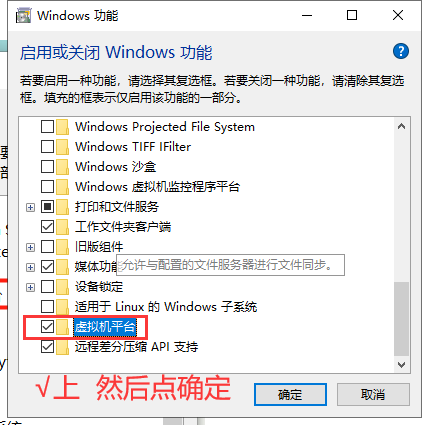 Windows 功能
启用或关闭 Windows 功能
若要启用一种功能，请选择其复选框。若要关闭一种功能，请清除其复选
框。填充的框表示仅启用该功能的一部分。
Windows Projected File System
Windows TIFF IFilter
Windows 沙盒
Windows 虚拟机监控程序平台
打印和文件服务
工作文件夹客户端
旧版组件
媒体功能
允许与配置的文件服务器进行文件同步。
设备锁定
适用于 Linux 的 Windows 子系统
虚拟机平台
远程差分压缩 API 支持
√上 然后点确定
确定
取消